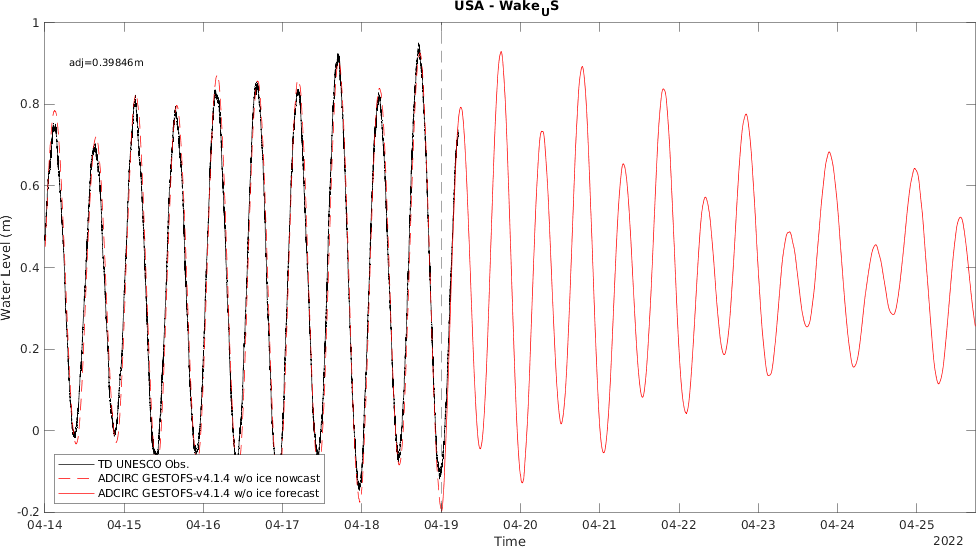 USA - WakeUS
adj=0.39846m
Water Level (m)
1
0.8
0.6
0.4
0.2
0
-0.2
TD UNESCO Obs.
ADCIRC GESTOFS-v4.1.4 w/o ice nowcast
ADCIRC GESTOFS-v4.1.4 w/o ice forecast
04-14 04-15 04-16 04-17 04-18 04-19 04-20 04-21 04-22 04-23 04-24 04-25
Time
2022